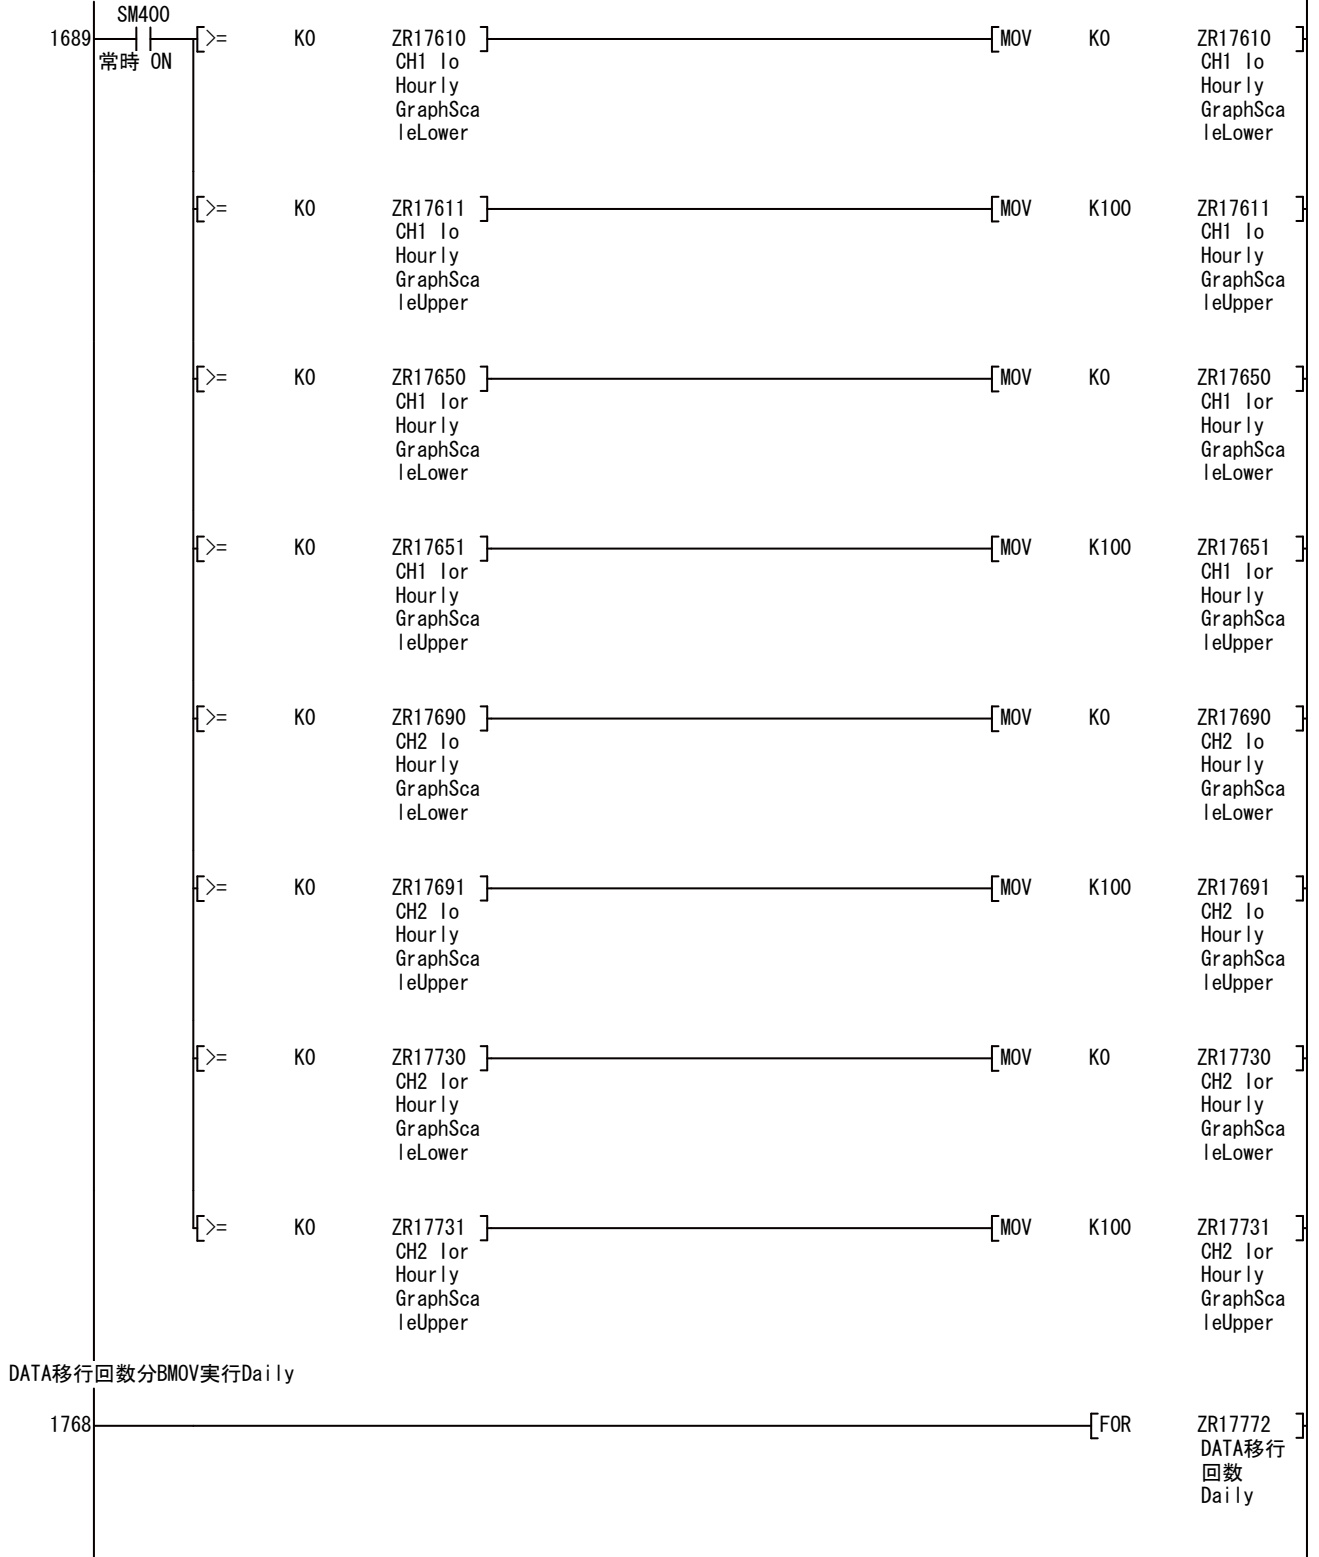 SM400
1689 [>= K0 ZR17610 ] [MOV K0 ZR17610 ]
常時 ON CH1 Io CH1 Io
Hourly Hourly
GraphSca GraphSca
leLower leLower
[>= K0 ZR17611 ] [MOV K100 ZR17611 ]
CH1 Io CH1 Io
Hourly Hourly
GraphSca GraphSca
leUpper leUpper
[>= K0 ZR17650 ] [MOV K0 ZR17650 ]
CH1 Ior CH1 Ior
Hourly Hourly
GraphSca GraphSca
leLower leLower
[>= K0 ZR17651 ] [MOV K100 ZR17651 ]
CH1 Ior CH1 Ior
Hourly Hourly
GraphSca GraphSca
leUpper leUpper
[>= K0 ZR17690 ] [MOV K0 ZR17690 ]
CH2 Io CH2 Io
Hourly Hourly
GraphSca GraphSca
leLower leLower
[>= K0 ZR17691 ] [MOV K100 ZR17691 ]
CH2 Io CH2 Io
Hourly Hourly
GraphSca GraphSca
leUpper leUpper
[>= K0 ZR17730 ] [MOV K0 ZR17730 ]
CH2 Ior CH2 Ior
Hourly Hourly
GraphSca GraphSca
leLower leLower
[>= K0 ZR17731 ] [MOV K100 ZR17731 ]
CH2 Ior CH2 Ior
Hourly Hourly
GraphSca GraphSca
leUpper leUpper
DATA移行回数分BMOV実行Daily
1768 [FOR ZR17772 ]
DATA移行
回数
Daily